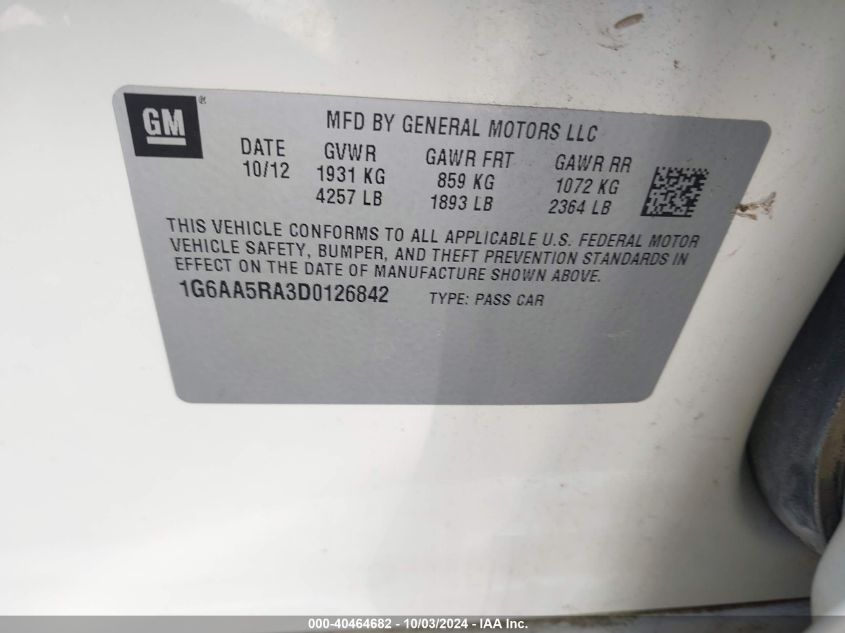 GM®
MFD BY GENERAL MOTORS LLC
DATE GVWR GAWR FRT GAWR RR
10/12 1931 KG 859 KG 1072 KG
4257 LB 1893 LB 2364 LB
THIS VEHICLE CONFORMS TO ALL APPLICABLE U.S. FEDERAL MOTOR
VEHICLE SAFETY, BUMPER, AND THEFT PREVENTION STANDARDS IN
EFFECT ON THE DATE OF MANUFACTURE SHOWN ABOVE.
1G6AA5RA3D0126842 TYPE: PASS CAR
000-40464682 - 10/03/2024 - IAA Inc.